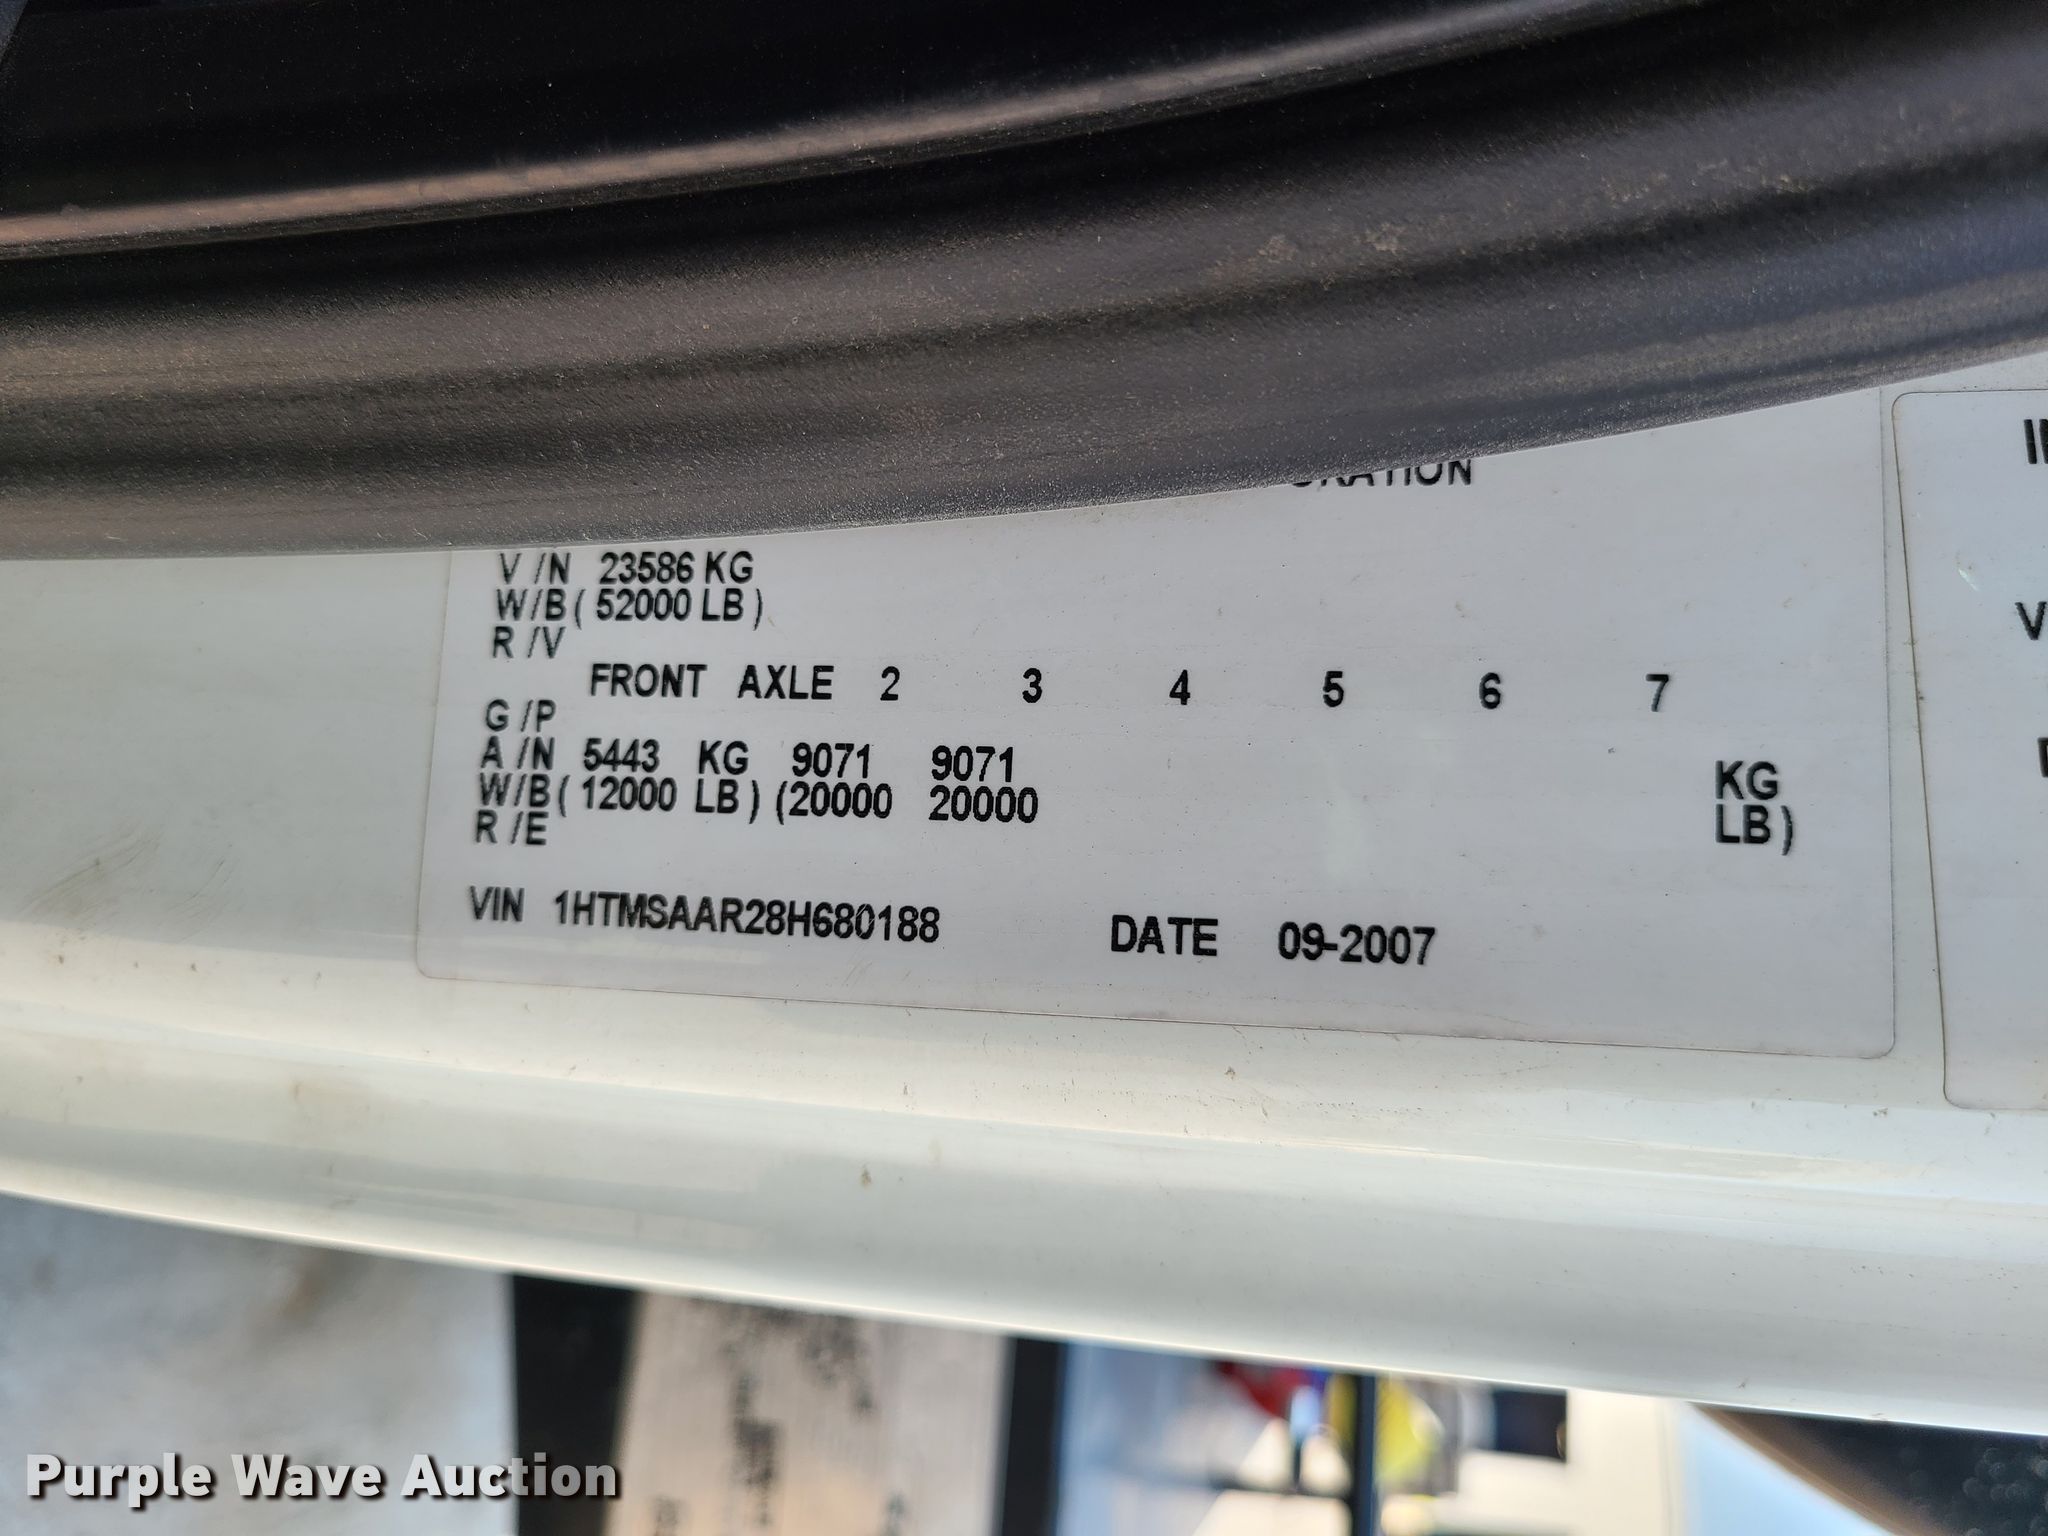 V /N 23586 KG
W/B ( 52000 LB )
R /V
FRONT AXLE 2 3 4 5 6 7
G /P
A /N 5443 KG 9071 9071 KG
W/B ( 12000 LB ) (20000 20000 LB )
R /E
VIN 1HTMSAAR28H680188 DATE 09-2007
V
Purple Wave Auction